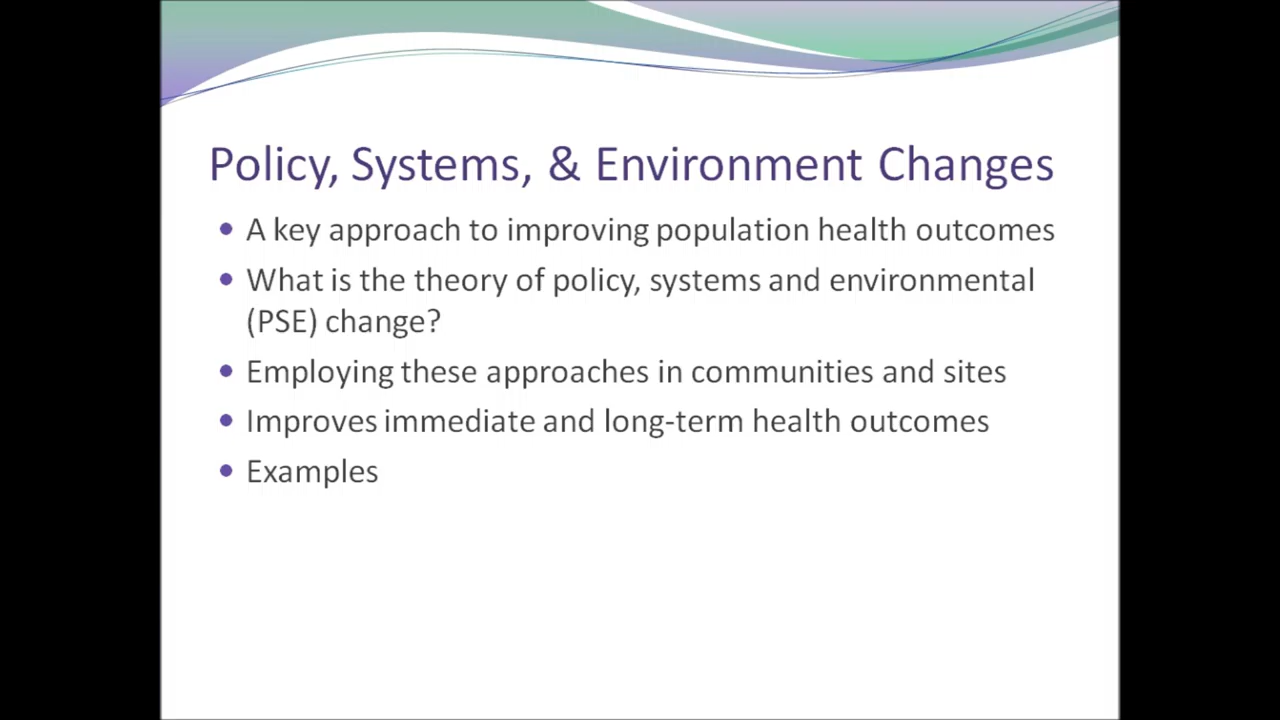 Policy, Systems, & Environment Changes
• A key approach to improving population health outcomes
• What is the theory of policy, systems and environmental
(PSE) change?
• Employing these approaches in communities and sites
• Improves immediate and long-term health outcomes
• Examples